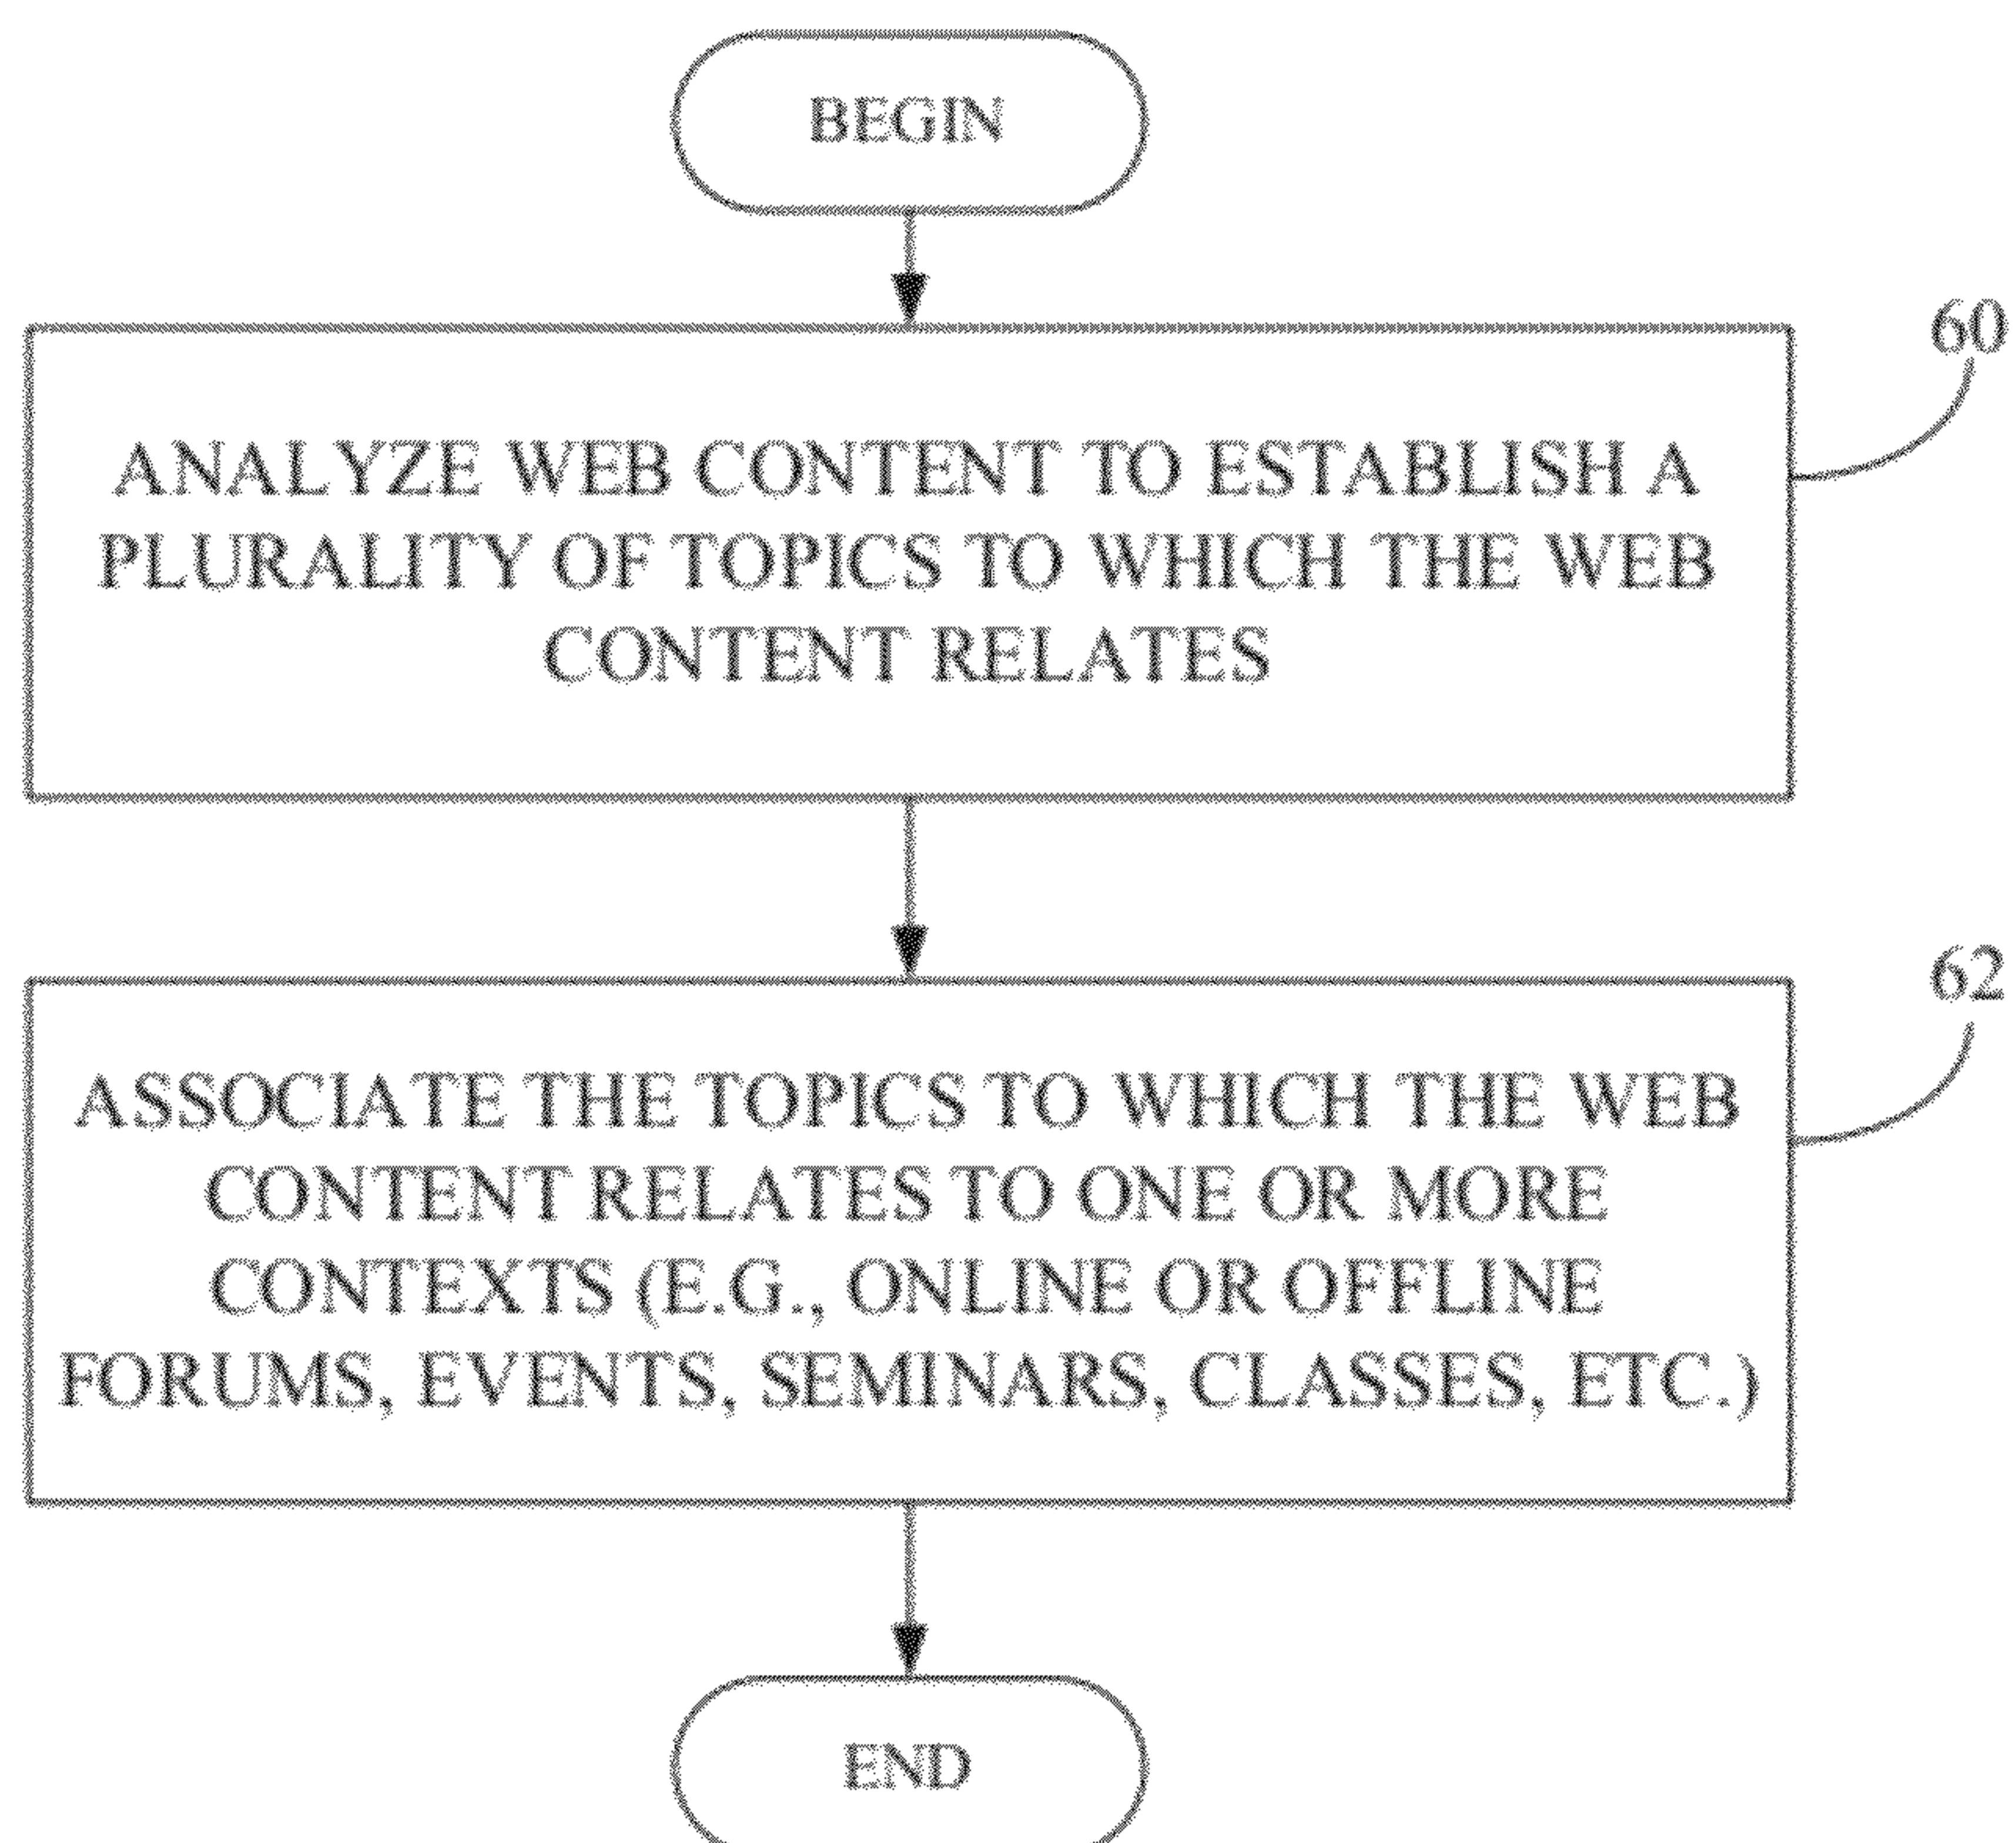 BEGIN
60
ANALYZE WEB CONTENT TO ESTABLISH A
PLURALITY OF TOPICS TO WHICH THE WEB
CONTENT RELATES
62
ASSOCIATE THE TOPICS TO WHICH THE WEB
CONTENT RELATES TO ONE OR MORE
CONTEXTS (E.G., ONLINE OR OFFLINE
FORUMS, EVENTS, SEMINARS, CLASSES, ETC.)
END